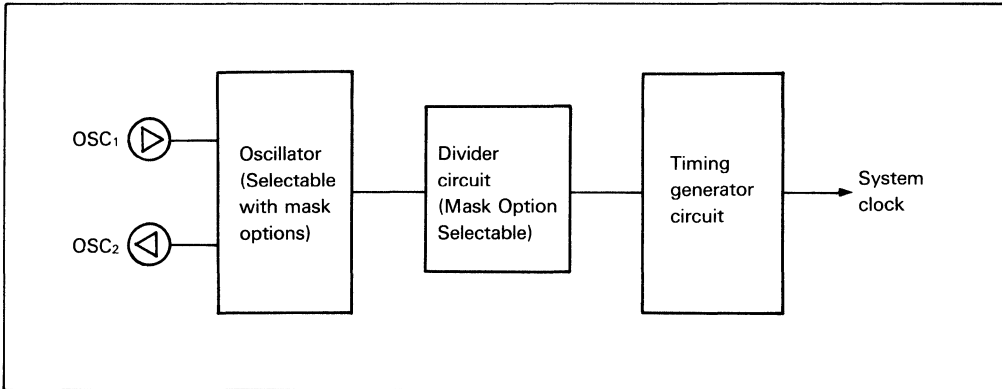 OSC1
OSC2
Oscillator
(Selectable
with mask
options)
Divider
circuit
(Mask Option
Selectable)
Timing
generator
circuit
System
clock